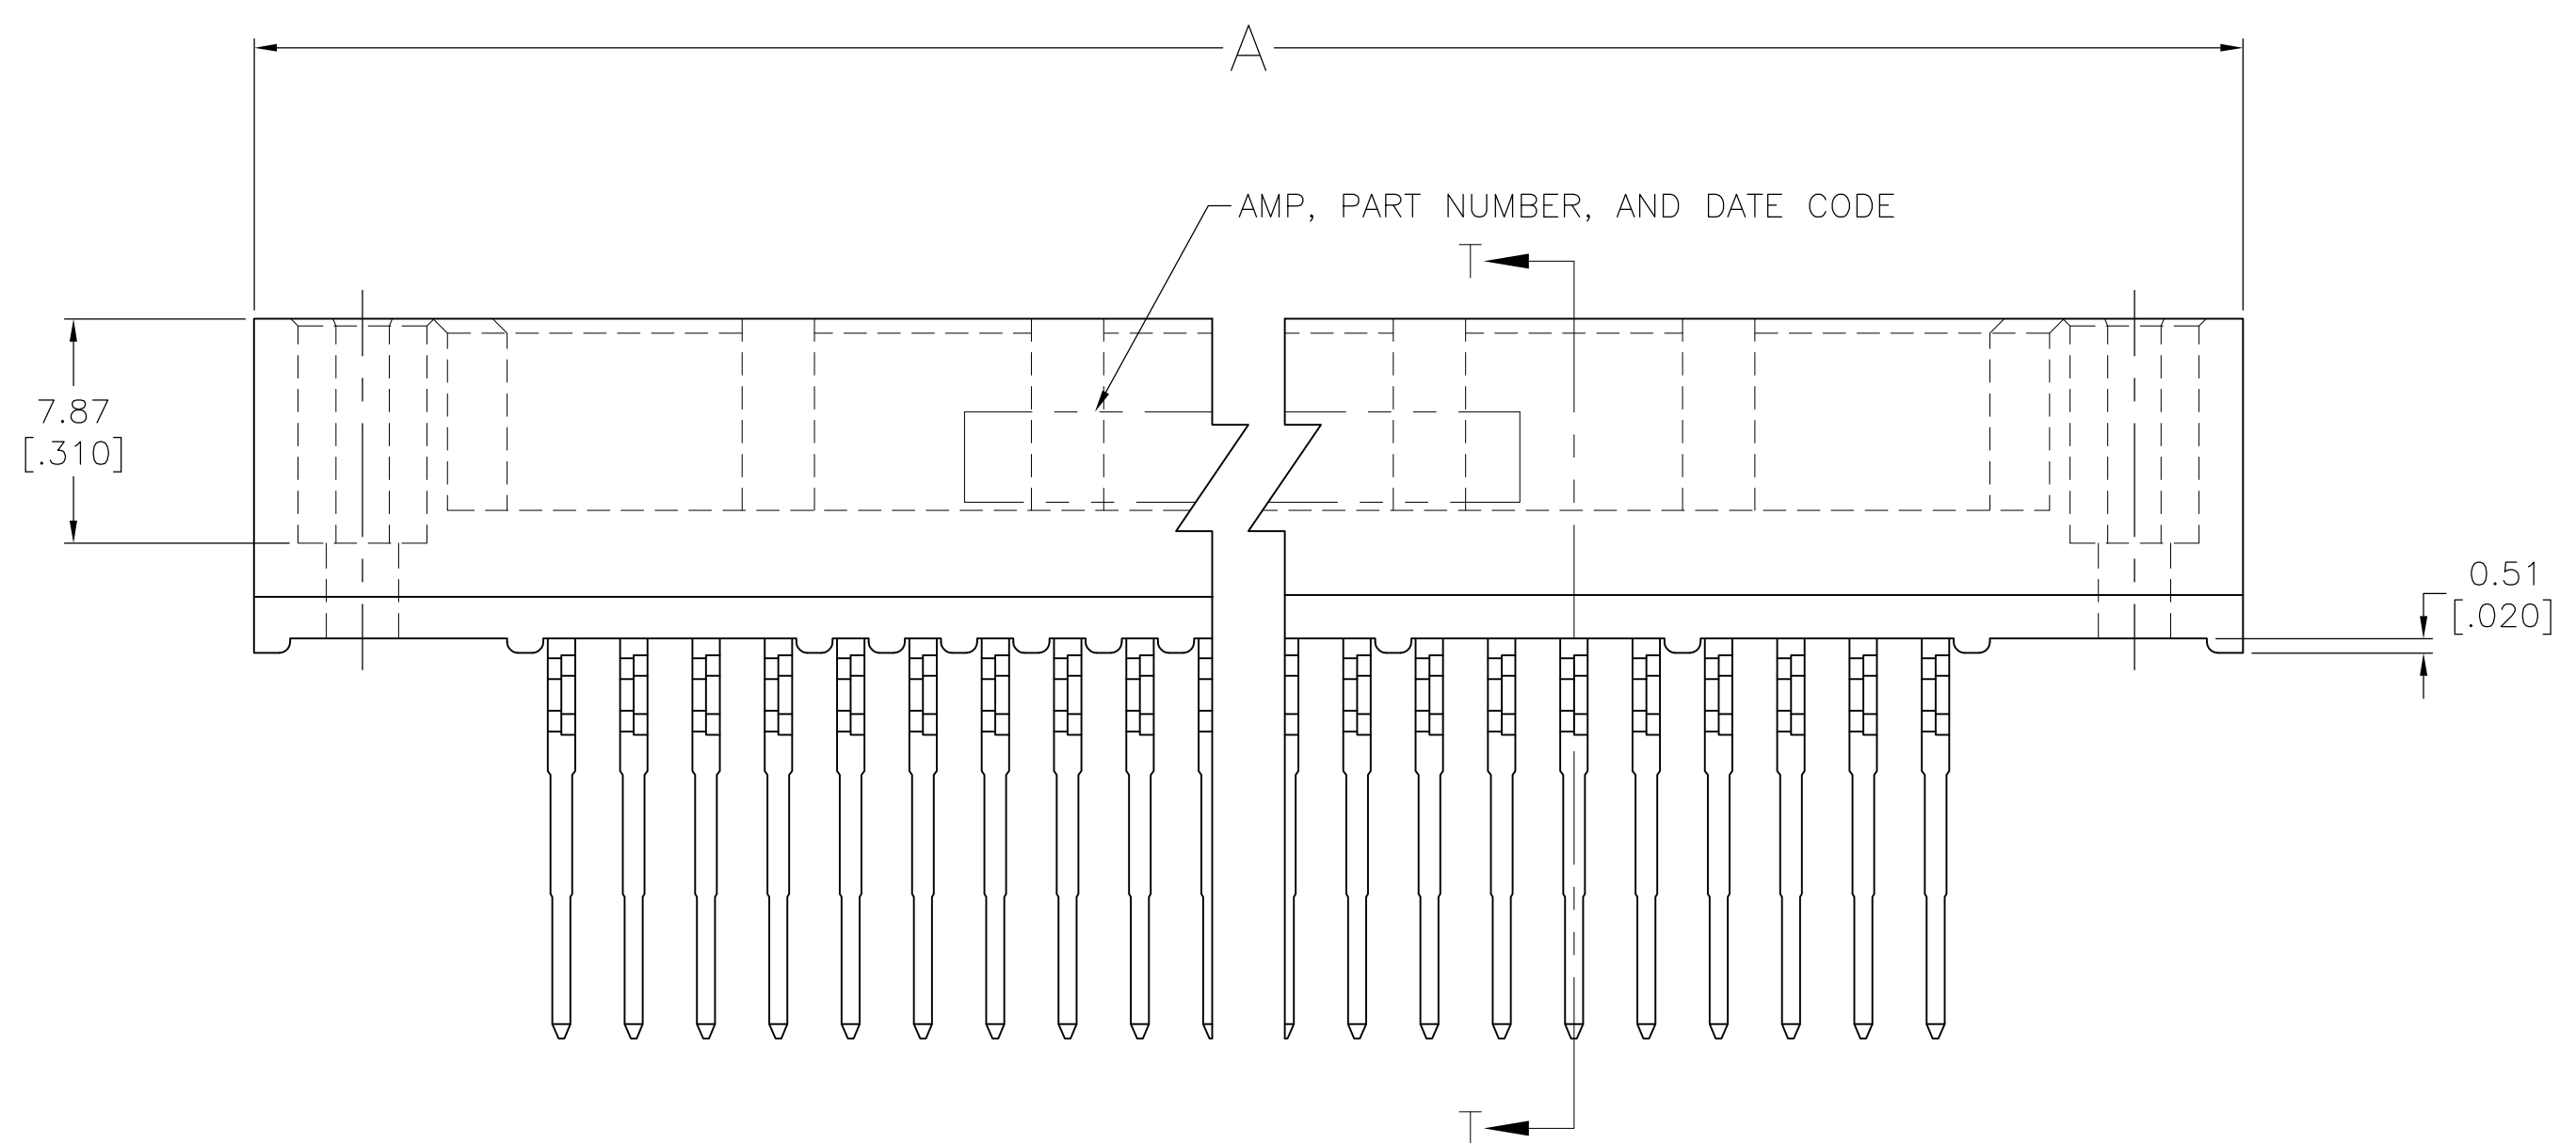 A
AMP, PART NUMBER, AND DATE CODE
T
7.87
[.310]
0.51
[.020]
T